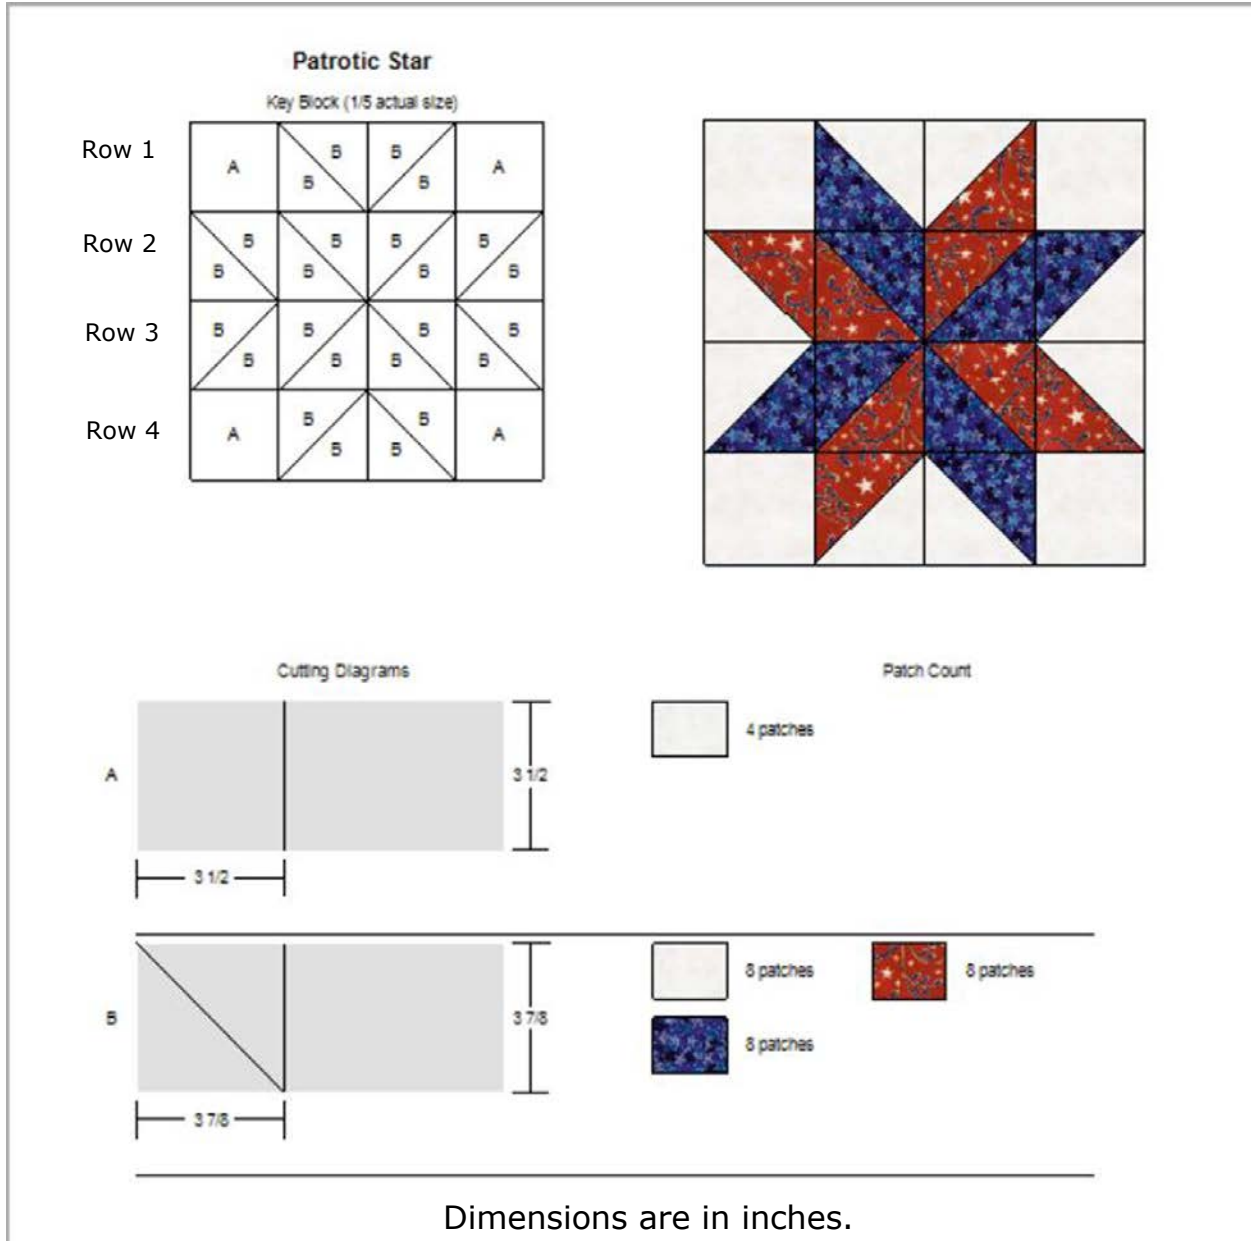 Patrotic Star
Key Block (1/5 actual size)
Row 1
A B B A
B B
Row 2
B B B B
B B B B
Row 3
B B B B
B B B B
Row 4
A B B A
B B
Cutting Diagrams
Patch Count
A
3 1/2
3 1/2
4 patches
B
3 7/8
3 7/8
8 patches
8 patches
8 patches
Dimensions are in inches.